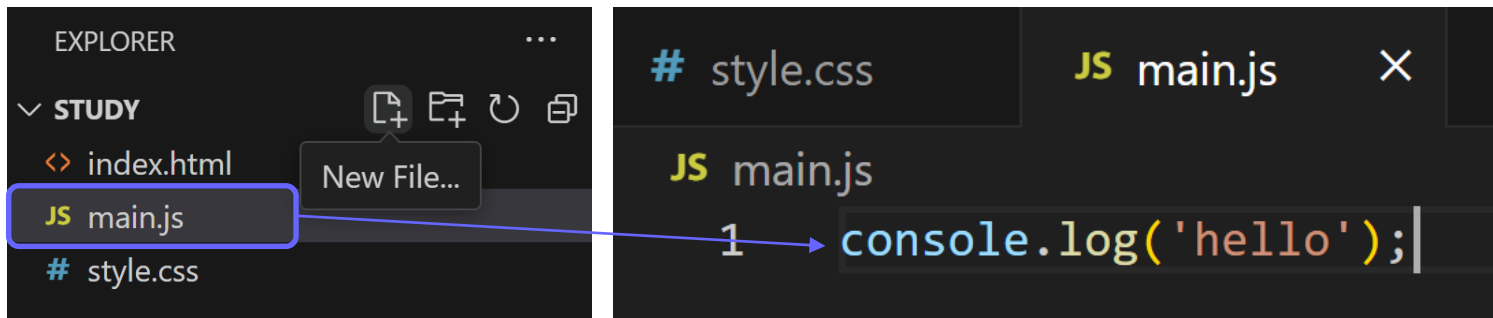 EXPLORER ...
STUDY
<> index.html
New File...
JS main.js
# style.css
# style.css JS main.js ×
JS main.js
1 console.log('hello');